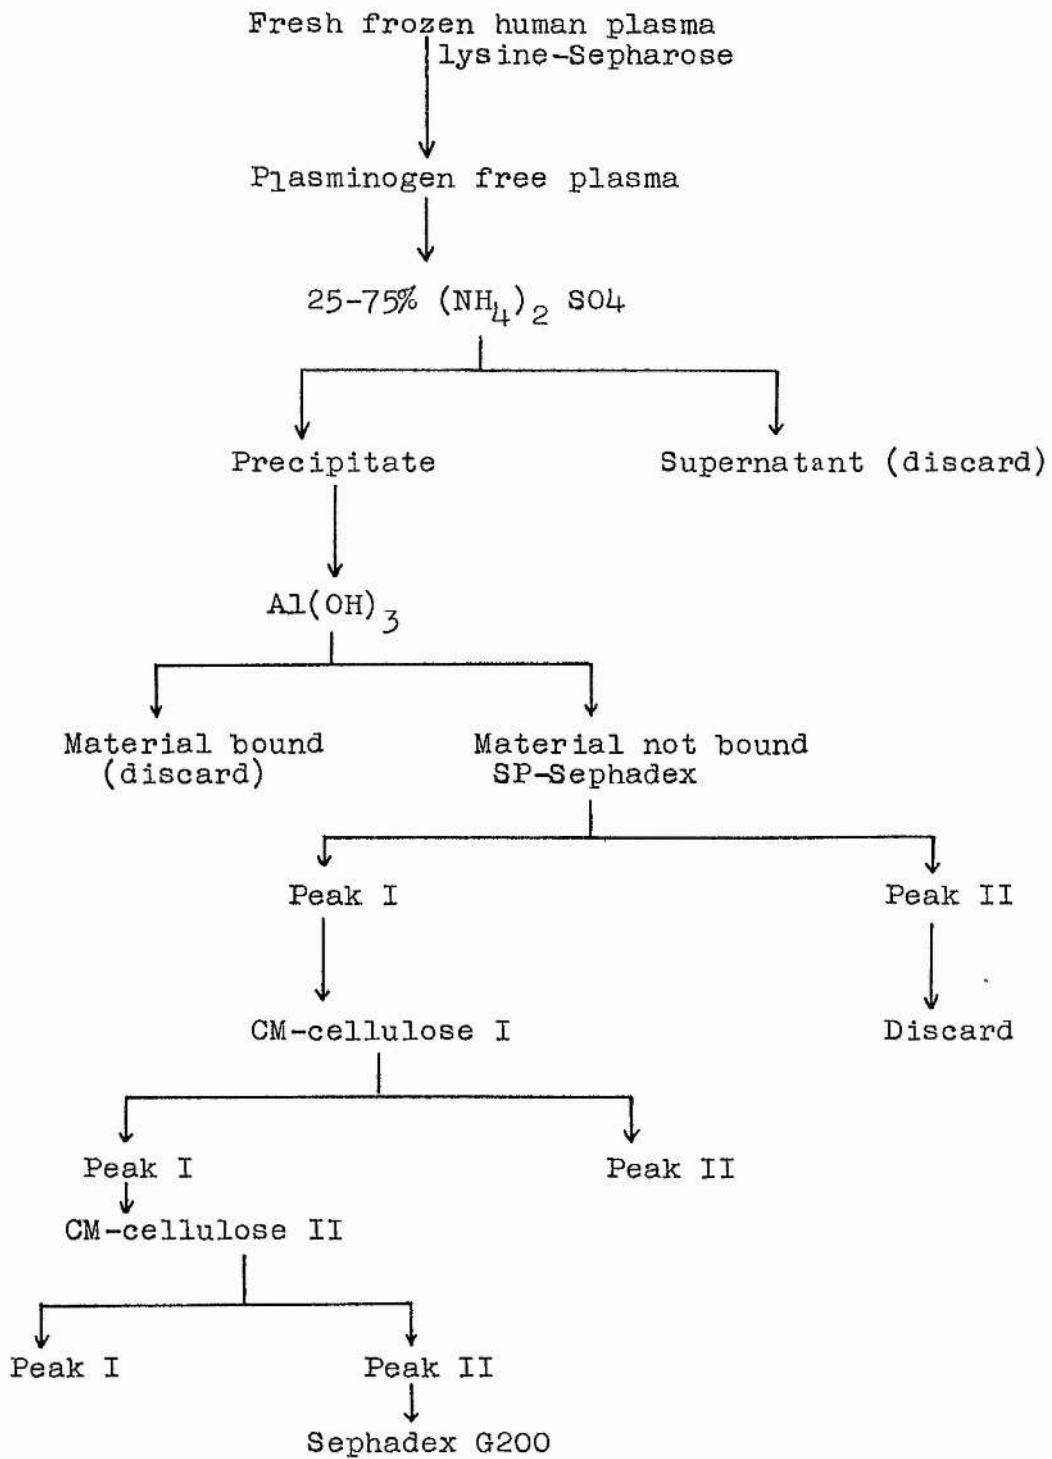 Fresh frozen human plasma
lysine-Sepharose
Plasminogen free plasma
25-75% (NH4)2 SO4
Precipitate
Supernatant (discard)
Al(OH)3
Material bound
(discard)
Material not bound
SP-Sephadex
Peak I
Peak II
CM-cellulose I
Discard
Peak I
Peak II
CM-cellulose II
Peak I
Peak II
Sephadex G200